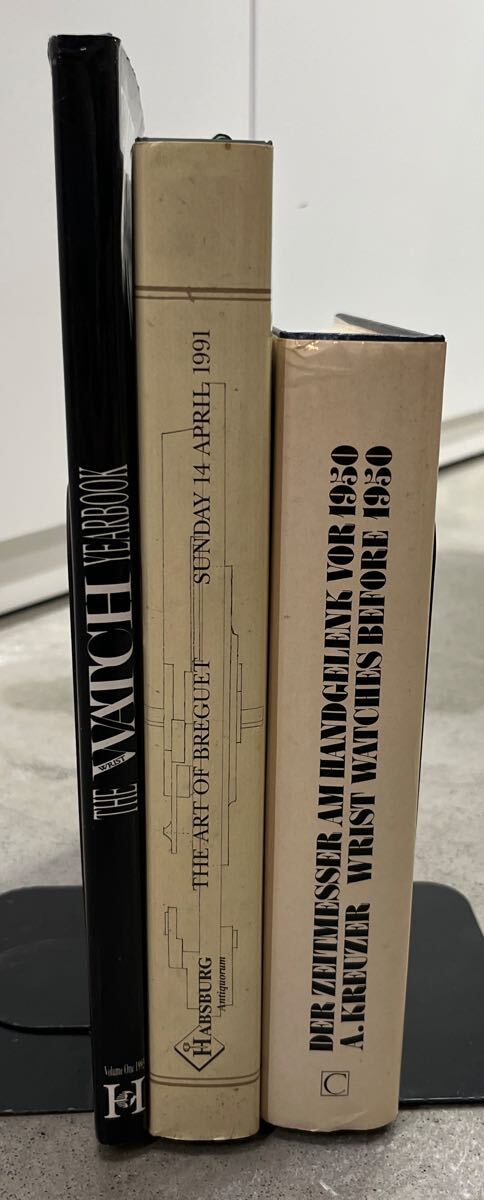 THE WRIST WATCH YEARBOOK
Volume One
H
THE ART OF BREGUET SUNDAY 14 APRIL 1991
HABSBURG
Antiquorum
DER ZEITMESSER AM HANDGELENK VOR 1950
A. KREUZER WRIST WATCHES BEFORE 1950
C